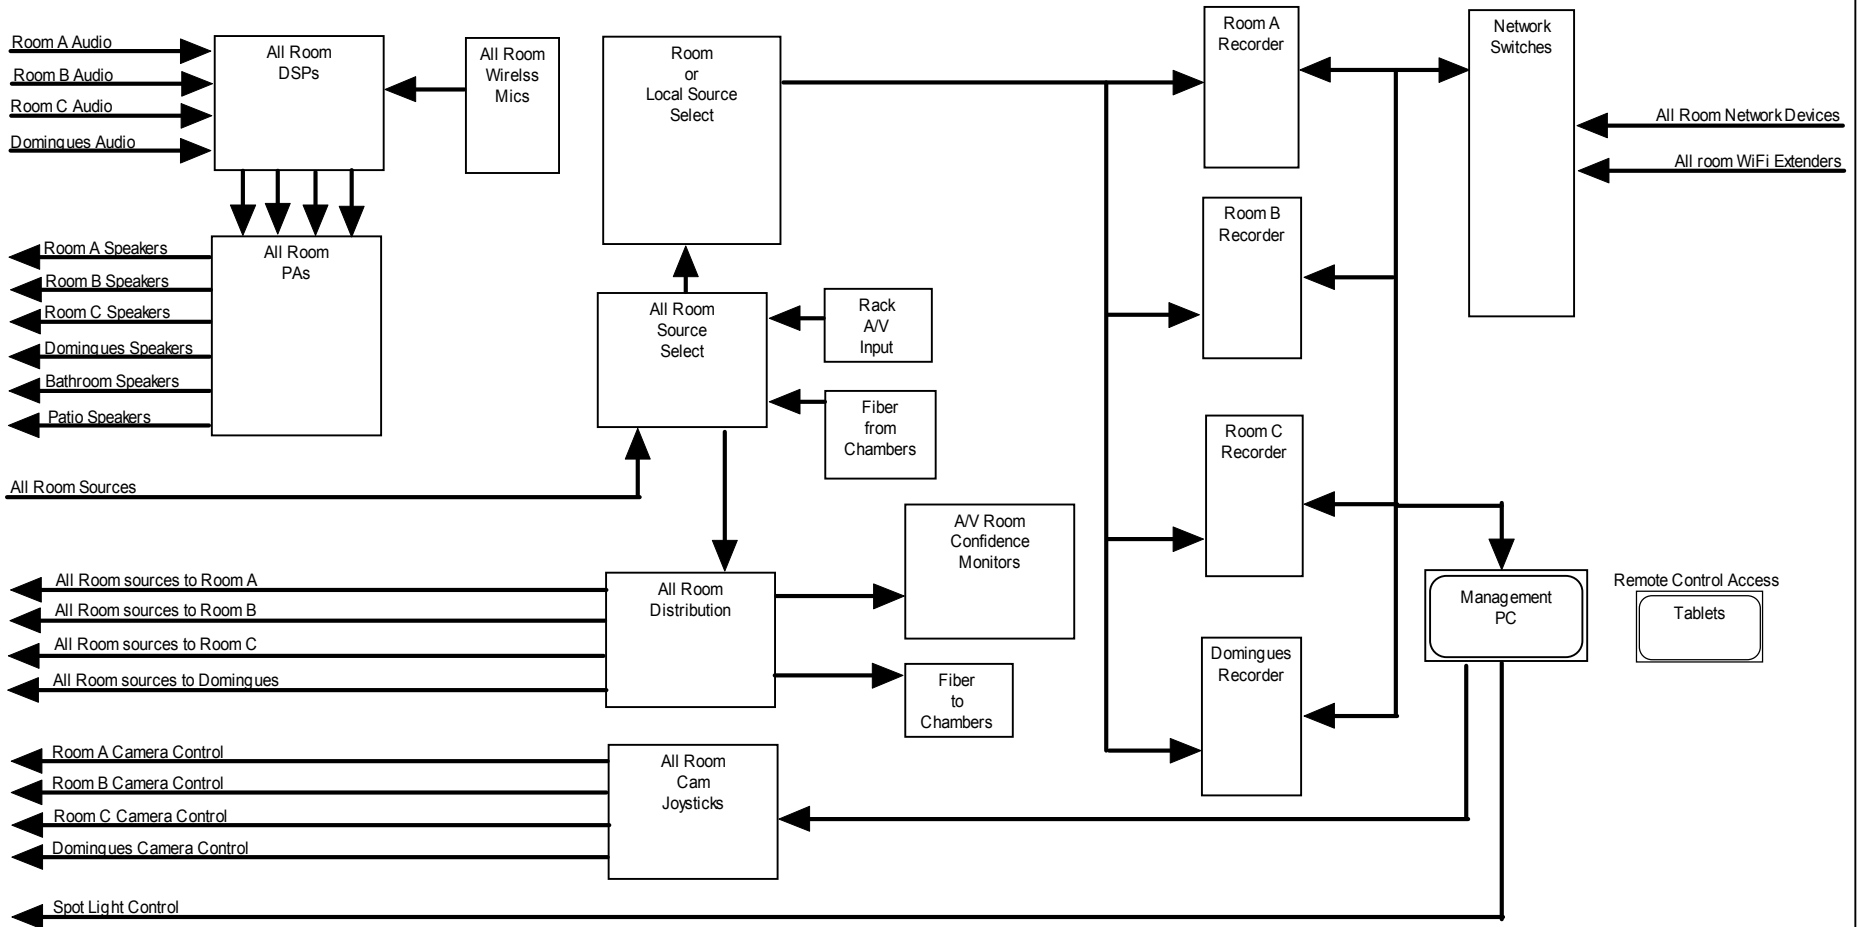 Room A Audio
Room B Audio
Room C Audio
Domingues Audio
All Room
DSPs
All Room
Wirelss
Mics
Room
or
Local Source
Select
Room A
Recorder
Network
Switches
All Room Network Devices
All room WiFi Extenders
Room A Speakers
Room B Speakers
Room C Speakers
Domingues Speakers
Bathroom Speakers
Patio Speakers
All Room
PAs
All Room
Source
Select
Rack
A/V
Input
Fiber
from
Chambers
Room B
Recorder
All Room Sources
Room C
Recorder
A/V Room
Confidence
Monitors
All Room sources to Room A
All Room sources to Room B
All Room sources to Room C
All Room sources to Domingues
All Room
Distribution
Fiber
to
Chambers
Domingues
Recorder
Management
PC
Remote Control Access
Tablets
Room A Camera Control
Room B Camera Control
Room C Camera Control
Domingues Camera Control
All Room
Cam
Joysticks
Spot Light Control